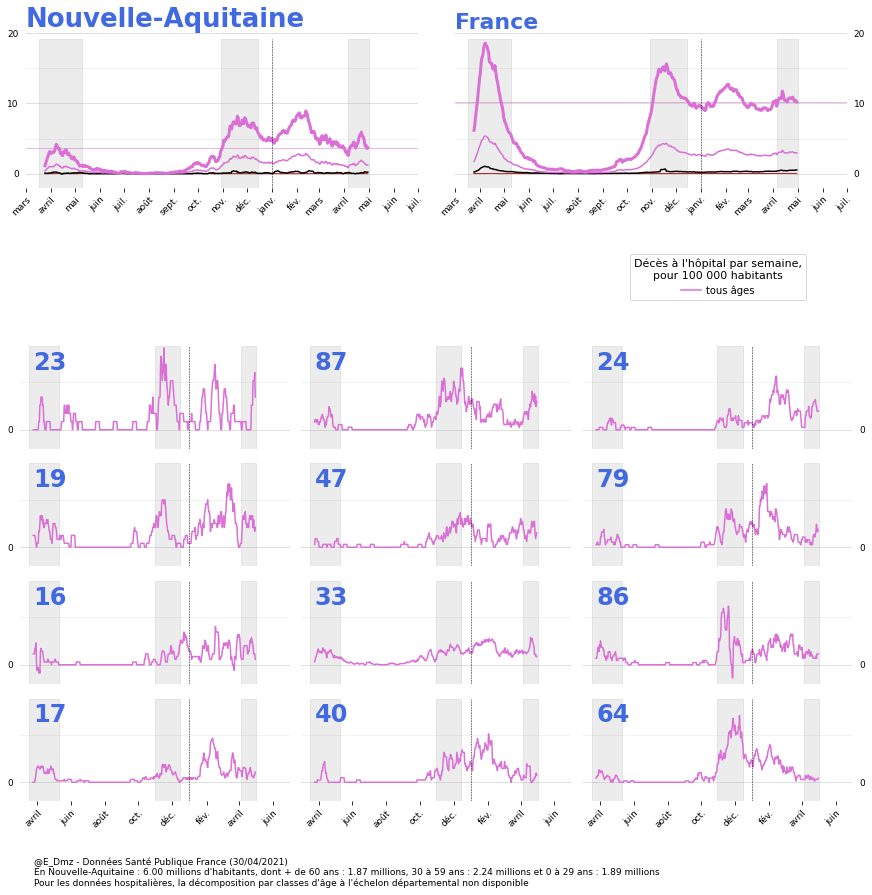 Nouvelle-Aquitaine
France
20
10
0
20
10
0
mars avril mai juin juil. août sept. oct. nov. déc. janv. fév. mars avril mai juin juil.
mars avril mai juin juil. août sept. oct. nov. déc. janv. fév. mars avril mai juin juil.
Décès à l'hôpital par semaine,
pour 100 000 habitants
tous âges
23
87
24
0
0
19
47
79
0
0
16
33
86
0
0
17
40
64
0
0
avril juin août oct. déc. fév. avril juin
avril juin août oct. déc. fév. avril juin
avril juin août oct. déc. fév. avril juin
@E_Dmz - Données Santé Publique France (30/04/2021)
En Nouvelle-Aquitaine : 6.00 millions d'habitants, dont + de 60 ans : 1.87 millions, 30 à 59 ans : 2.24 millions et 0 à 29 ans : 1.89 millions
Pour les données hospitalières, la décomposition par classes d'âge à l'échelon départemental non disponible